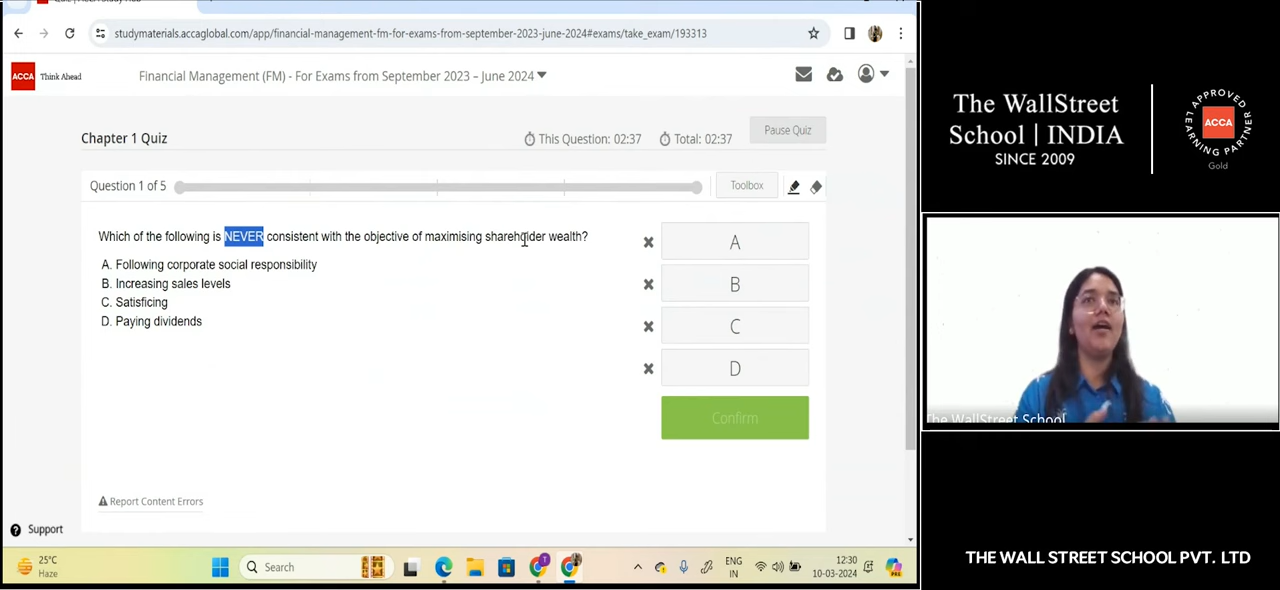 studymaterials.accaglobal.com/app/financial-management-fm-for-exams-from-september-2023-june-2024#exams/take_exam/193313
ACCA
Think Ahead
Financial Management (FM) - For Exams from September 2023 – June 2024
Chapter 1 Quiz
This Question: 02:37
Total: 02:37
Pause Quiz
Question 1 of 5
Toolbox
Which of the following is NEVER consistent with the objective of maximising shareholder wealth?
A. Following corporate social responsibility
B. Increasing sales levels
C. Satisficing
D. Paying dividends
A
B
C
D
Confirm
Report Content Errors
Support
25°C
Haze
Search
ENG
IN
12:30
10-03-2024
The WallStreet
School | INDIA
SINCE 2009
APPROVED
ACCA
LEARNING PARTNER
Gold
The WallStreet School
THE WALL STREET SCHOOL PVT. LTD